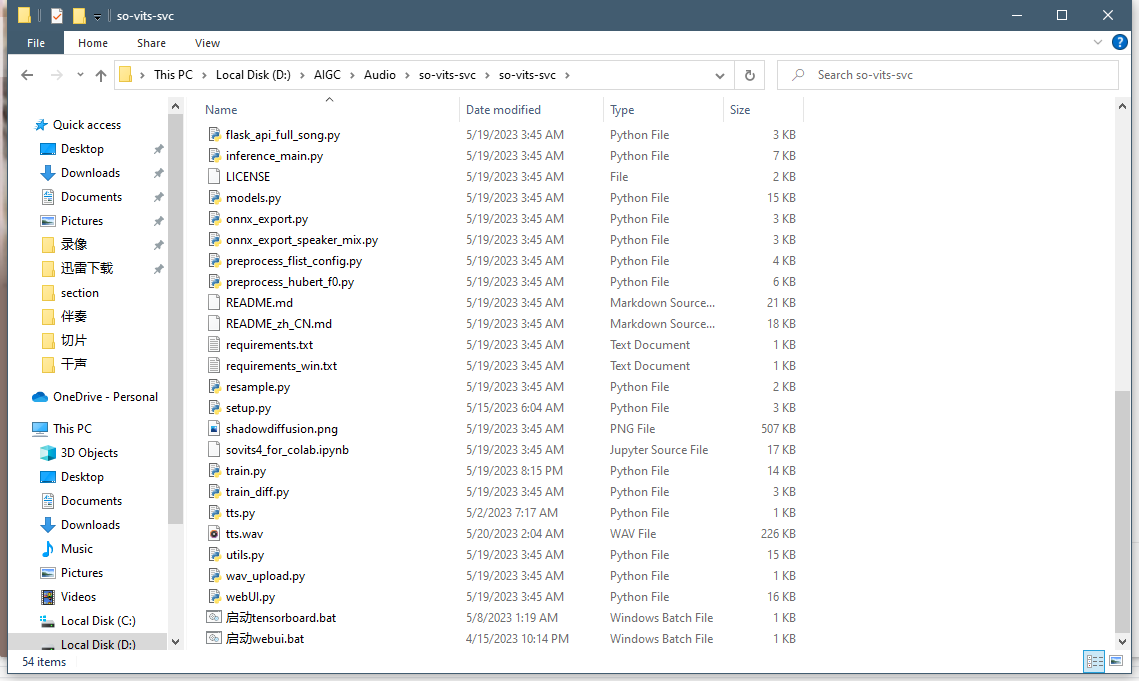 so-vits-svc
File Home Share View
This PC Local Disk (D:) AIGC Audio so-vits-svc so-vits-svc
Search so-vits-svc
Quick access
Desktop
Downloads
Documents
Pictures
录像
迅雷下载
section
伴奏
切片
干声
OneDrive - Personal
This PC
3D Objects
Desktop
Documents
Downloads
Music
Pictures
Videos
Local Disk (C:)
Local Disk (D:)
Name Date modified Type Size
flask_api_full_song.py 5/19/2023 3:45 AM Python File 3 KB
inference_main.py 5/19/2023 3:45 AM Python File 7 KB
LICENSE 5/19/2023 3:45 AM File 2 KB
models.py 5/19/2023 3:45 AM Python File 15 KB
onnx_export.py 5/19/2023 3:45 AM Python File 3 KB
onnx_export_speaker_mix.py 5/19/2023 3:45 AM Python File 3 KB
preprocess_flist_config.py 5/19/2023 3:45 AM Python File 4 KB
preprocess_hubert_f0.py 5/19/2023 3:45 AM Python File 6 KB
README.md 5/19/2023 3:45 AM Markdown Source... 21 KB
README_zh_CN.md 5/19/2023 3:45 AM Markdown Source... 18 KB
requirements.txt 5/19/2023 3:45 AM Text Document 1 KB
requirements_win.txt 5/19/2023 3:45 AM Text Document 1 KB
resample.py 5/19/2023 3:45 AM Python File 2 KB
setup.py 5/15/2023 6:04 AM Python File 3 KB
shadowdiffusion.png 5/19/2023 3:45 AM PNG File 507 KB
sovits4_for_colab.ipynb 5/19/2023 3:45 AM Jupyter Source File 17 KB
train.py 5/19/2023 8:15 PM Python File 14 KB
train_diff.py 5/19/2023 3:45 AM Python File 3 KB
tts.py 5/2/2023 7:17 AM Python File 1 KB
tts.wav 5/20/2023 2:04 AM WAV File 226 KB
utils.py 5/19/2023 3:45 AM Python File 15 KB
wav_upload.py 5/19/2023 3:45 AM Python File 1 KB
webUI.py 5/19/2023 3:45 AM Python File 16 KB
启动tensorboard.bat 5/8/2023 1:19 AM Windows Batch File 1 KB
启动webui.bat 4/15/2023 10:14 PM Windows Batch File 1 KB
54 items